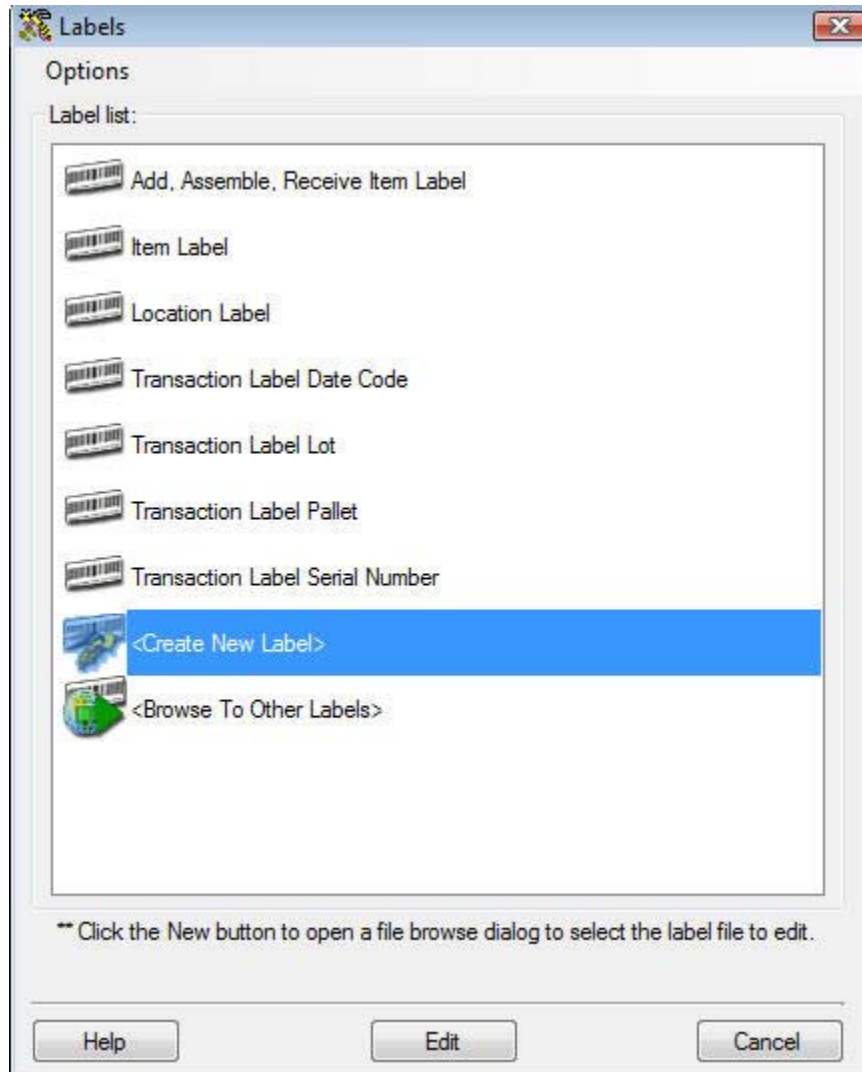 Labels
Options
Label list:
Add, Assemble, Receive Item Label
Item Label
Location Label
Transaction Label Date Code
Transaction Label Lot
Transaction Label Pallet
Transaction Label Serial Number
<Create New Label>
<Browse To Other Labels>
** Click the New button to open a file browse dialog to select the label file to edit.
Help Edit Cancel